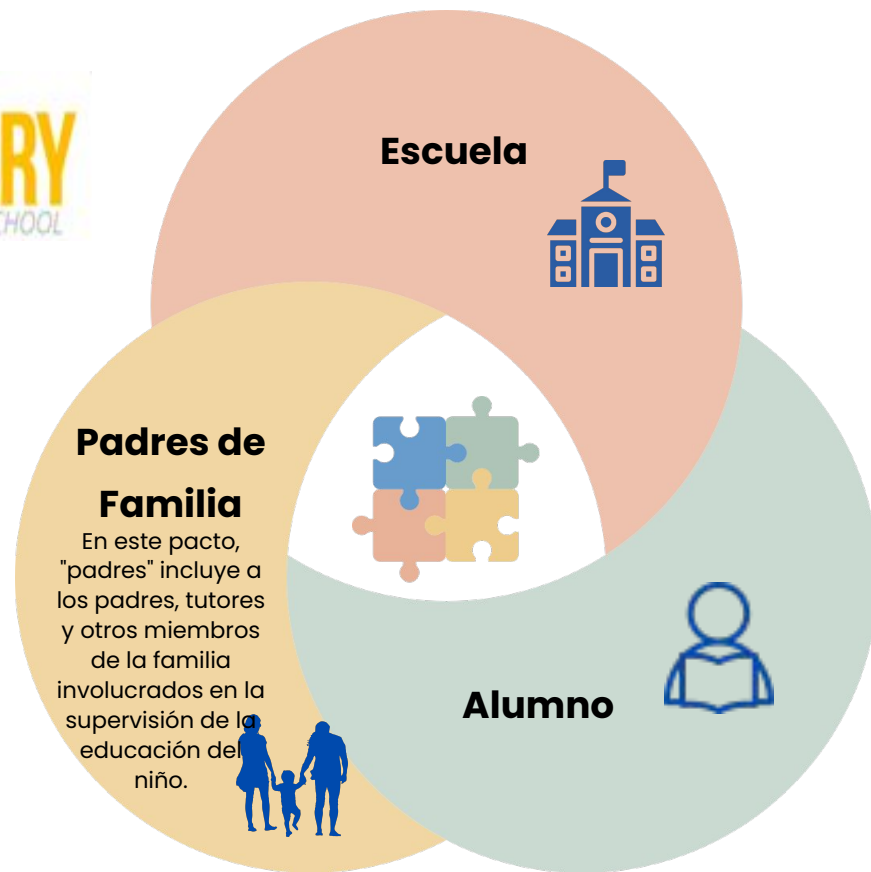 RY
SCHOOL
Escuela
Padres de
Familia
En este pacto,
"padres" incluye a
los padres, tutores
y otros miembros
de la familia
involucrados en la
supervisión de la
educación del
niño.
Alumno